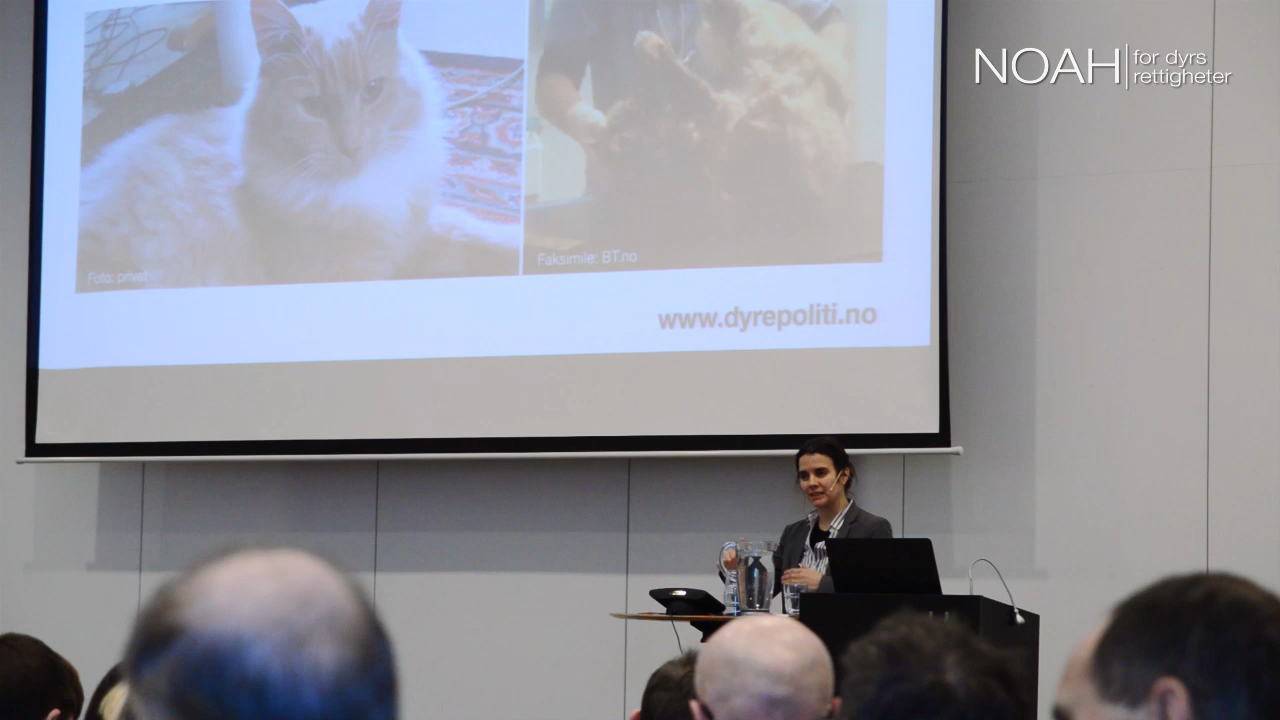 NOAH for dyrs
rettigheter
Foto: privat
Faksimile: BT.no
www.dyrepoliti.no